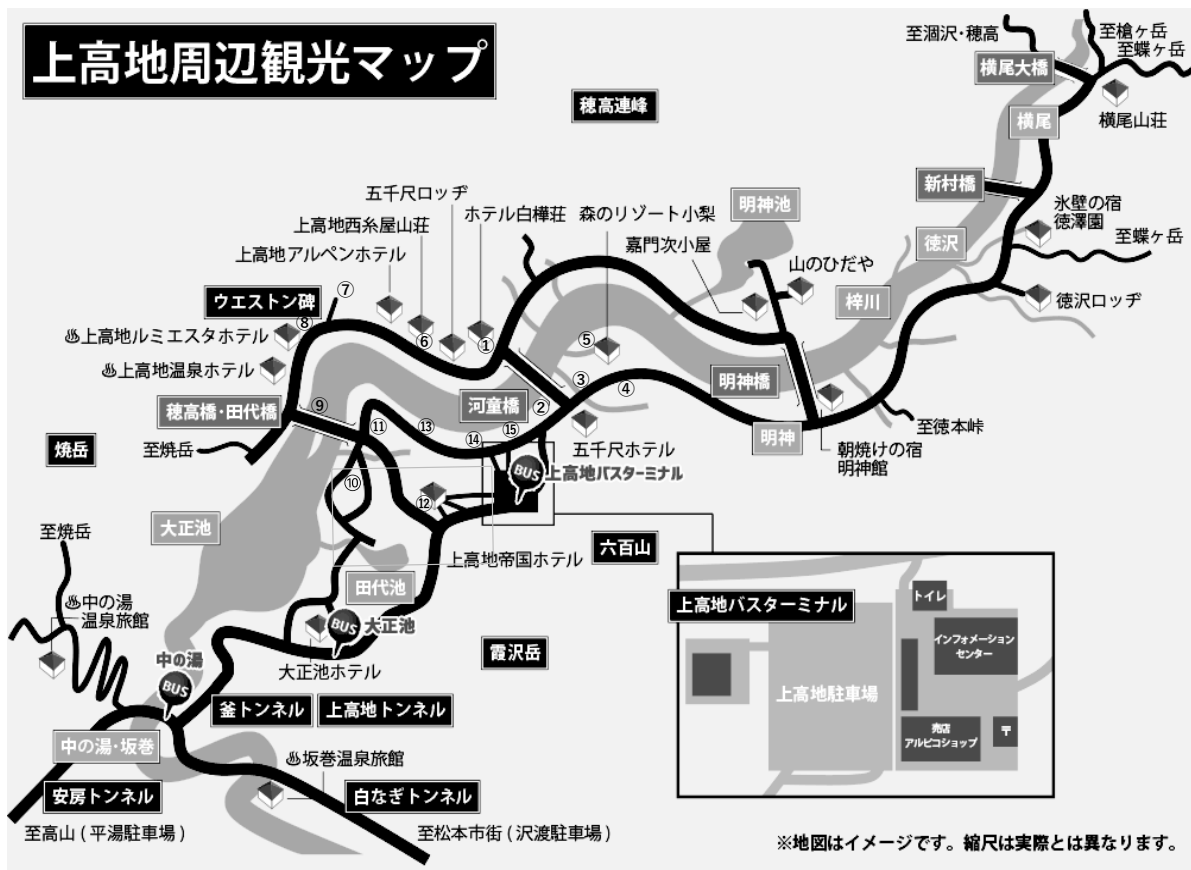 上高地周辺観光マップ
至涸沢・穂高
至槍ヶ岳
至蝶ヶ岳
横尾大橋
穂高連峰
横尾
横尾山荘
新村橋
五千尺ロッヂ
ホテル白樺荘
森のリゾート小梨
明神池
氷壁の宿
徳澤園
上高地西糸屋山荘
嘉門次小屋
徳沢
至蝶ヶ岳
上高地アルペンホテル
山のひだや
ウエストン碑
⑦
梓川
徳沢ロッヂ
⑧
♨上高地ルミエスタホテル
⑥
①
⑤
♨上高地温泉ホテル
明神橋
③
④
穂高橋・田代橋
⑨
河童橋
②
⑪
⑬
⑭
⑮
明神
至徳本峠
焼岳
至焼岳
五千尺ホテル
朝焼けの宿
明神館
BUS
上高地バスターミナル
⑩
⑫
大正池
至焼岳
六百山
上高地帝国ホテル
田代池
トイレ
上高地バスターミナル
♨中の湯
温泉旅館
BUS
大正池
インフォメーション
センター
霞沢岳
中の湯
大正池ホテル
BUS
上高地駐車場
釜トンネル
上高地トンネル
売店
アルピコショップ
〒
中の湯・坂巻
♨坂巻温泉旅館
安房トンネル
白なぎトンネル
至高山(平湯駐車場)
至松本市街(沢渡駐車場)
※地図はイメージです。縮尺は実際とは異なります。